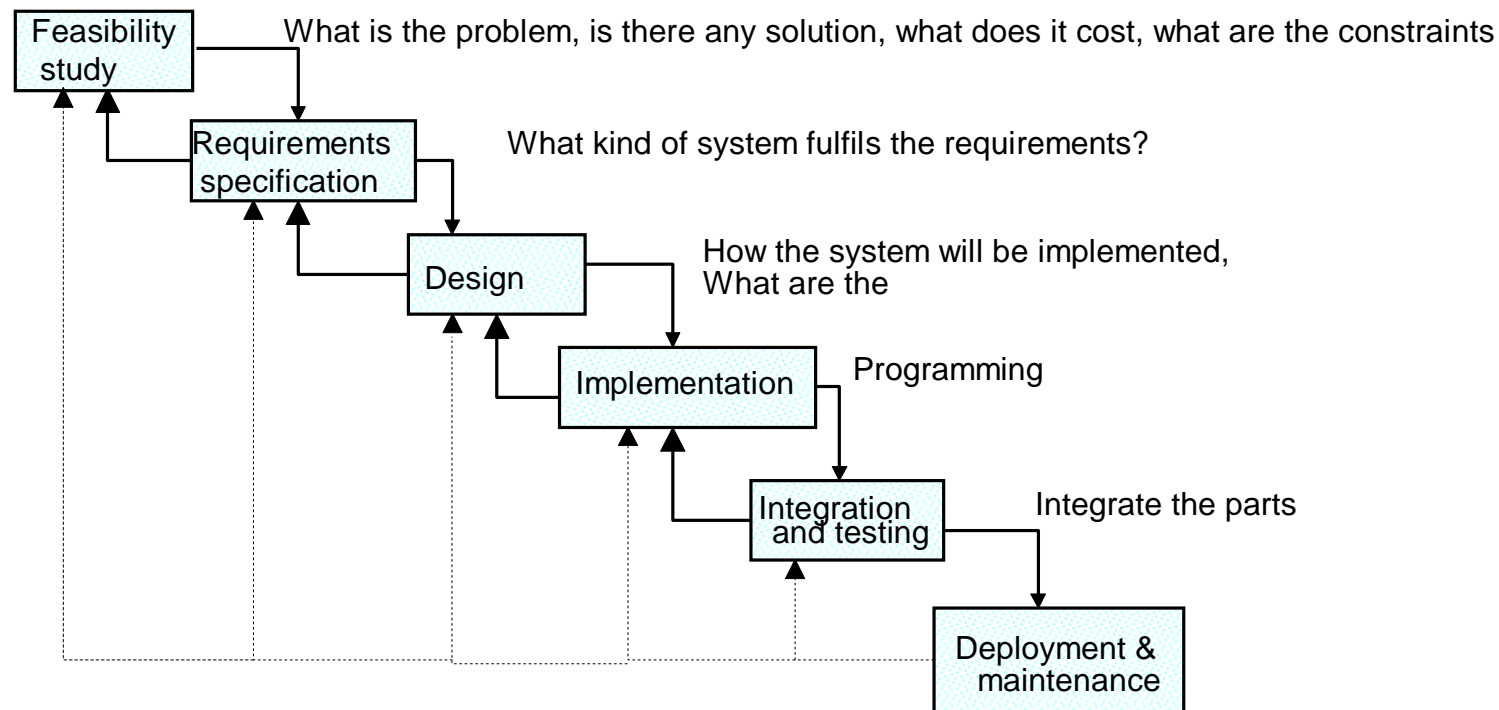 Feasibility
study
What is the problem, is there any solution, what does it cost, what are the constraints
Requirements
specification
What kind of system fulfils the requirements?
Design
How the system will be implemented,
What are the
Implementation
Programming
Integration
and testing
Integrate the parts
Deployment &
maintenance